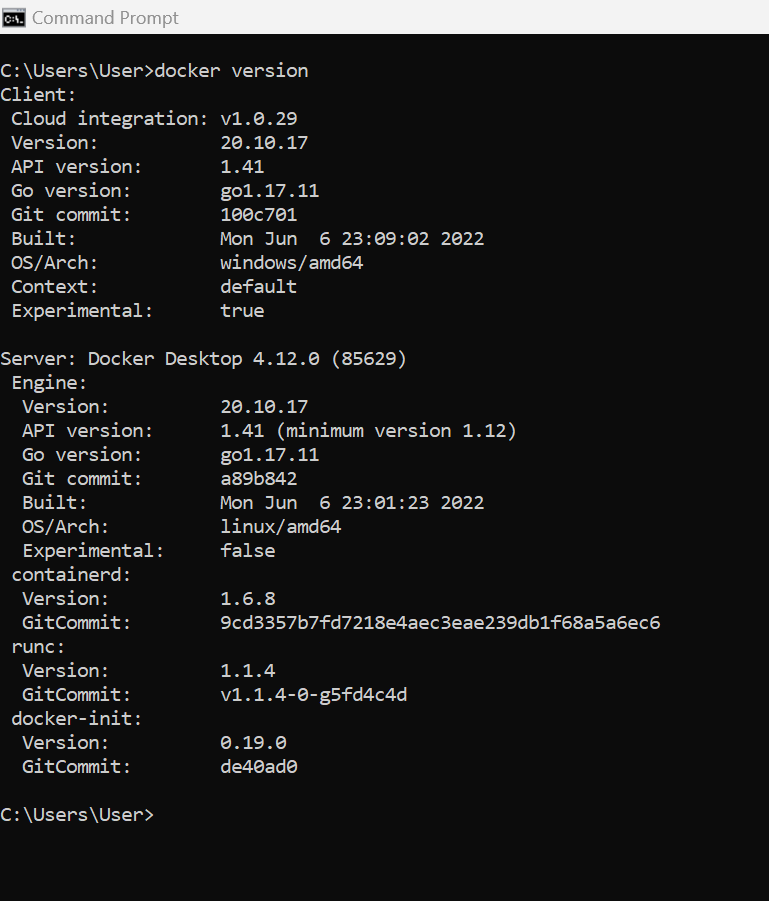 Command Prompt
C:\Users\User>docker version
Client:
 Cloud integration: v1.0.29
 Version:           20.10.17
 API version:       1.41
 Go version:        go1.17.11
 Git commit:        100c701
 Built:             Mon Jun  6 23:09:02 2022
 OS/Arch:           windows/amd64
 Context:           default
 Experimental:      true

Server: Docker Desktop 4.12.0 (85629)
 Engine:
  Version:          20.10.17
  API version:      1.41 (minimum version 1.12)
  Go version:       go1.17.11
  Git commit:       a89b842
  Built:            Mon Jun  6 23:01:23 2022
  OS/Arch:          linux/amd64
  Experimental:     false
 containerd:
  Version:          1.6.8
  GitCommit:        9cd3357b7fd7218e4aec3eae239db1f68a5a6ec6
 runc:
  Version:          1.1.4
  GitCommit:        v1.1.4-0-g5fd4c4d
 docker-init:
  Version:          0.19.0
  GitCommit:        de40ad0

C:\Users\User>